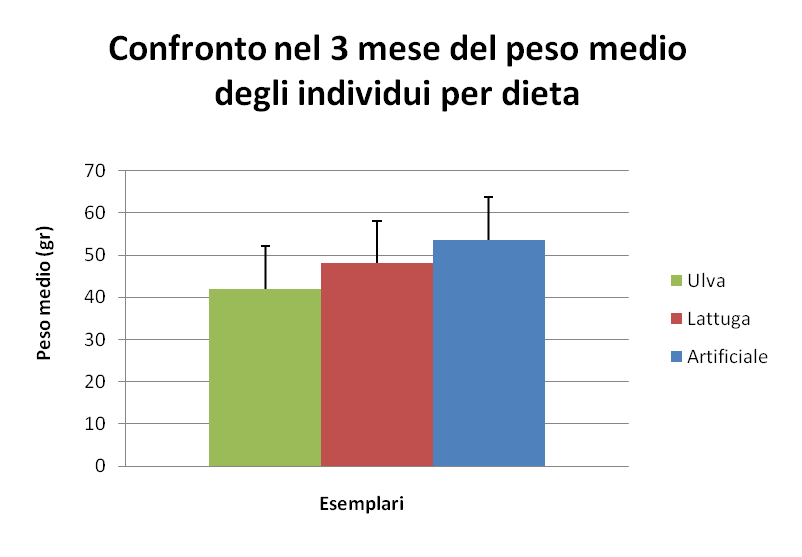 Confronto nel 3 mese del peso medio
degli individui per dieta
70
60
50
40
30
20
10
0
Peso medio (gr)
Esemplari
Ulva
Lattuga
Artificiale